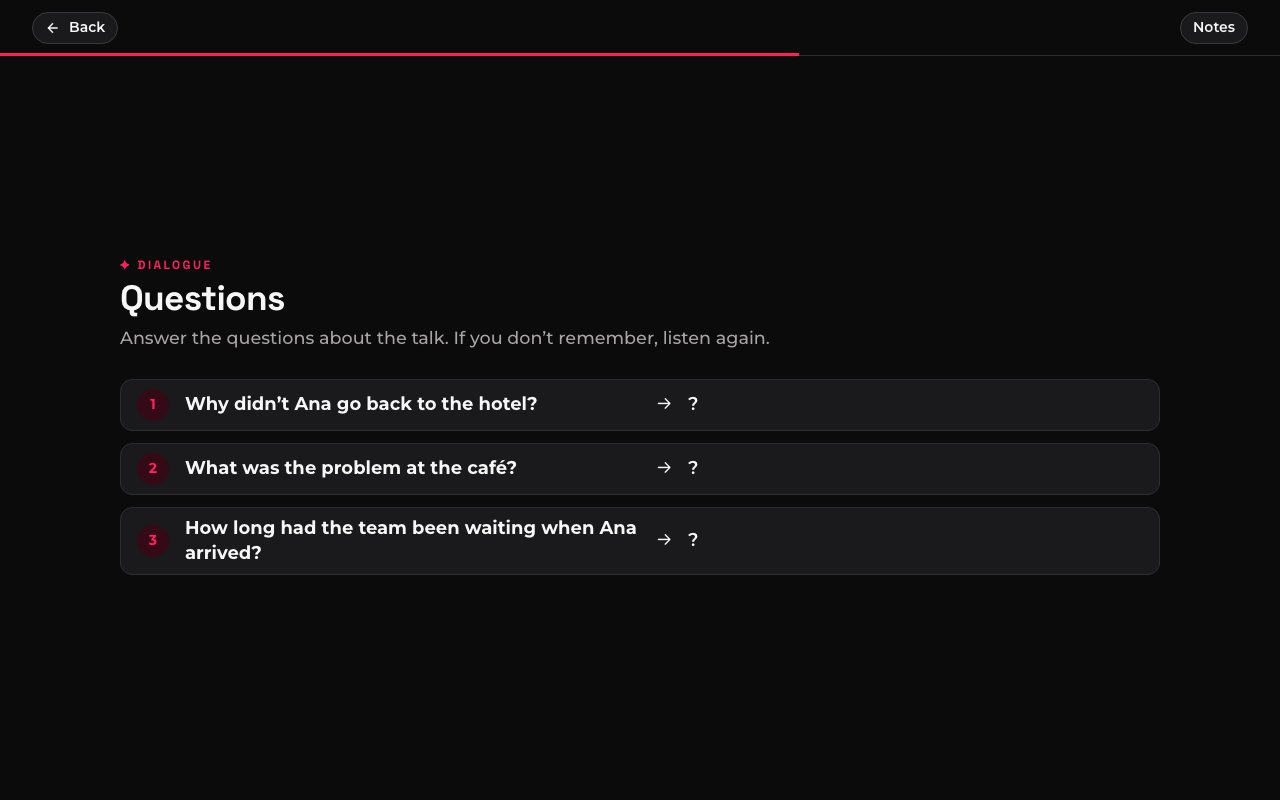 ← Back
Notes
✦ DIALOGUE
Questions
Answer the questions about the talk. If you don’t remember, listen again.
1 Why didn’t Ana go back to the hotel? → ?
2 What was the problem at the café? → ?
3 How long had the team been waiting when Ana
arrived? → ?